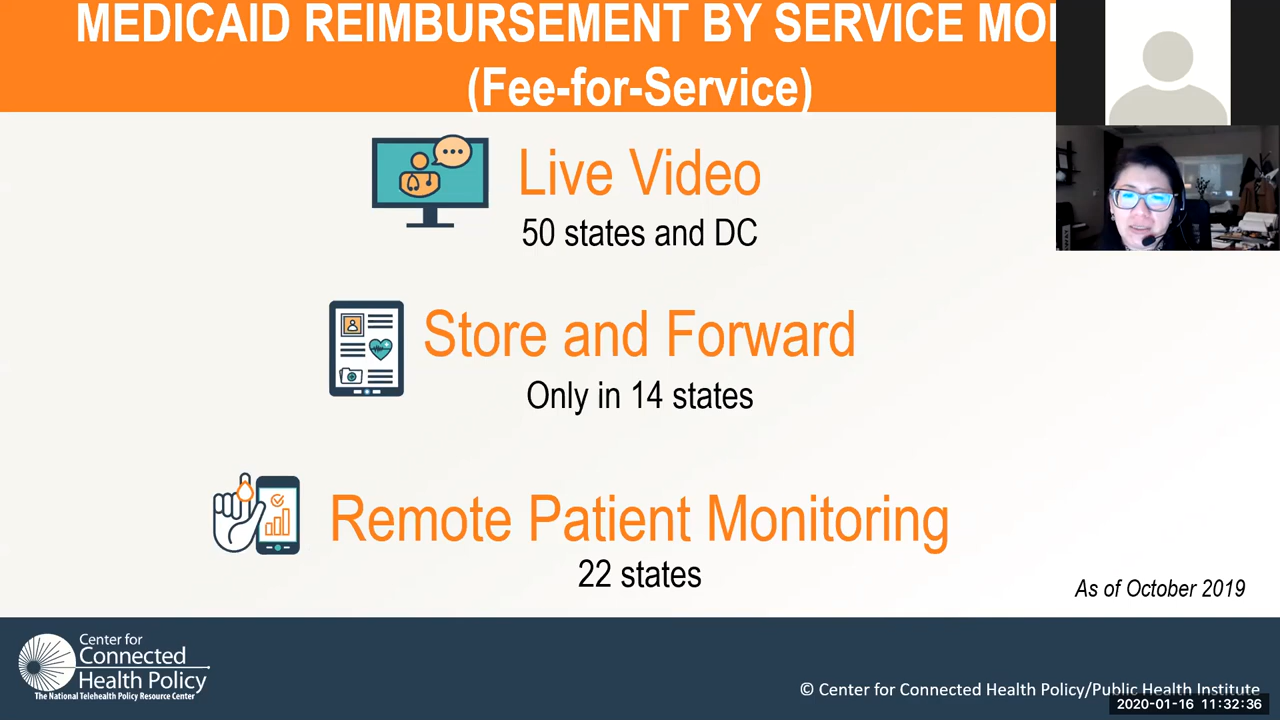 MEDICAID REIMBURSEMENT BY SERVICE
(Fee-for-Service)
Live Video
50 states and DC
Store and Forward
Only in 14 states
Remote Patient Monitoring
22 states
As of October 2019
Center for
Connected
Health Policy
The National Telehealth Policy Resource Center
© Center for Connected Health Policy/Public Health Institute
2020-01-16 11:32:36